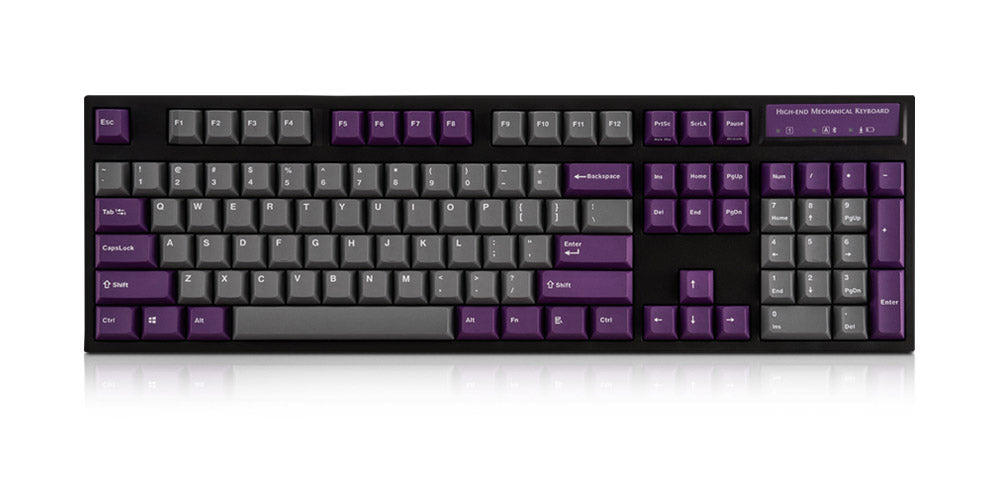 Esc F1 F2 F3 F4 F5 F6 F7 F8 F9 F10 F11 F12 PrtSc ScrLk Pause
HIGH-END MECHANICAL KEYBOARD
1 A
~ ! @ # $ % ^ & * ( ) _ + ←Backspace Ins Home PgUp Num / * -
` 1 2 3 4 5 6 7 8 9 0 - =
Tab Q W E R T Y U I O P { } | Del End PgDn 7 8 9 +
[ ] \ Home ↑ PgUp
CapsLock A S D F G H J K L : " Enter 4 5 6
; ' ← →
⇧ Shift Z X C V B N M < > ? ⇧ Shift ↑ 1 2 3 Enter
, . / End ↓ PgDn
Ctrl Alt Alt Fn Ctrl ← ↓ → 0 .
Ins Del